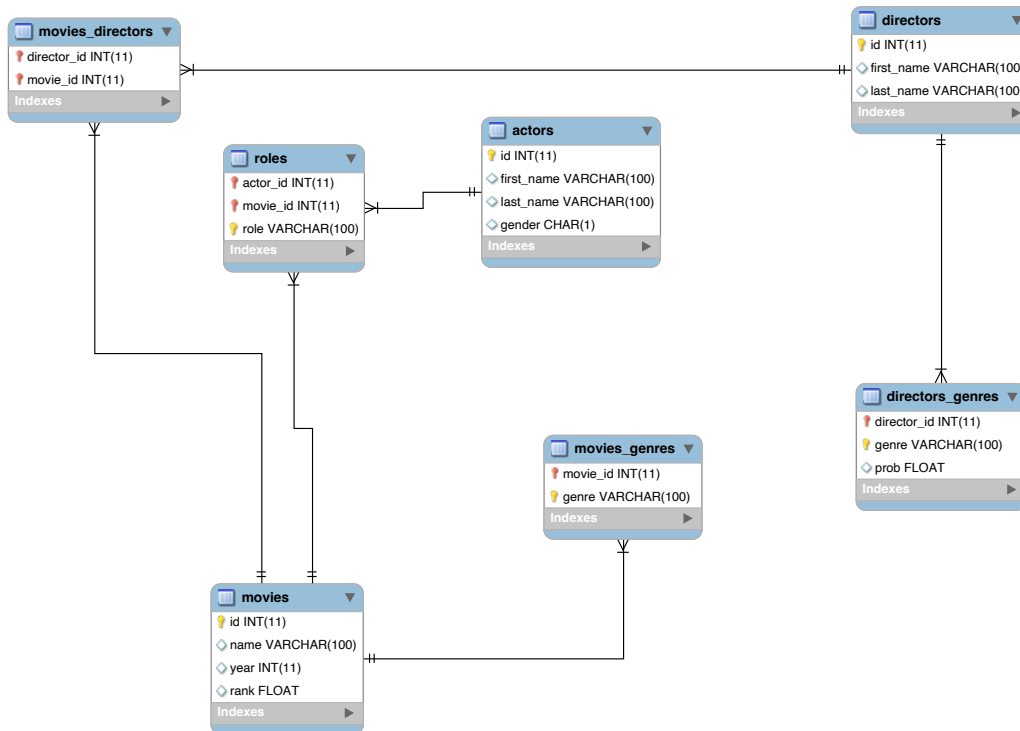 movies_directors
director_id INT(11)
movie_id INT(11)
Indexes
directors
id INT(11)
first_name VARCHAR(100)
last_name VARCHAR(100
Indexes
roles
actor_id INT(11)
movie_id INT(11)
role VARCHAR(100)
Indexes
actors
id INT(11)
first_name VARCHAR(100)
last_name VARCHAR(100)
gender CHAR(1)
Indexes
directors_genres
director_id INT(11)
genre VARCHAR(100)
prob FLOAT
Indexes
movies_genres
movie_id INT(11)
genre VARCHAR(100)
Indexes
movies
id INT(11)
name VARCHAR(100)
year INT(11)
rank FLOAT
Indexes